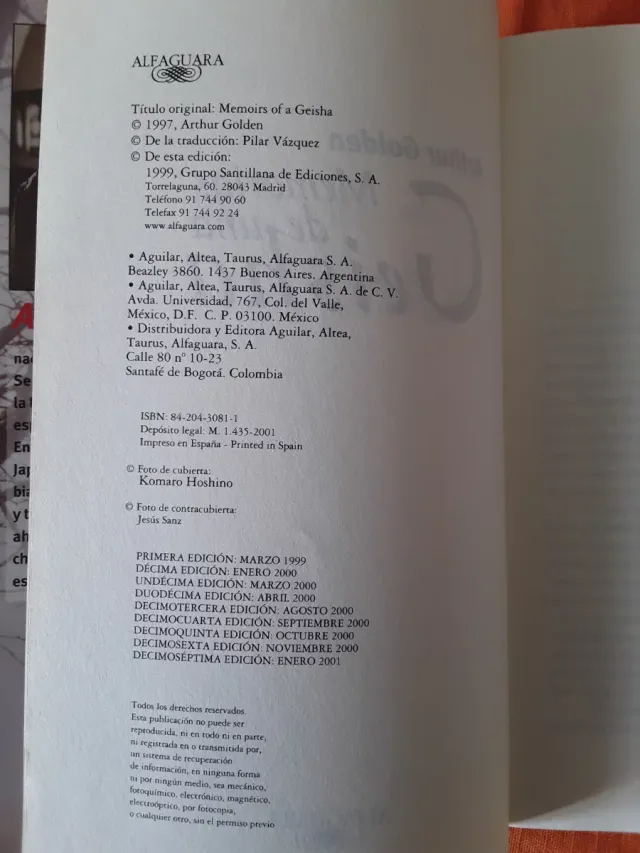 ALFAGUARA
Título original: Memoirs of a Geisha
© 1997, Arthur Golden
© De la traducción: Pilar Vázquez
© De esta edición:
1999, Grupo Santillana de Ediciones, S. A.
Torrelaguna, 60. 28043 Madrid
Teléfono 91 744 90 60
Telefax 91 744 92 24
www.alfaguara.com
• Aguilar, Altea, Taurus, Alfaguara S. A.
Beazley 3860. 1437 Buenos Aires. Argentina
• Aguilar, Altea, Taurus, Alfaguara S. A. de C. V.
Avda. Universidad, 767, Col. del Valle,
México, D.F. C. P. 03100. México
• Distribuidora y Editora Aguilar, Altea,
Taurus, Alfaguara, S. A.
Calle 80 n° 10-23
Santafé de Bogotá. Colombia
ISBN: 84-204-3081-1
Depósito legal: M. 1.435-2001
Impreso en España - Printed in Spain
© Foto de cubierta:
Komaro Hoshino
© Foto de contracubierta:
Jesús Sanz
PRIMERA EDICIÓN: MARZO 1999
DÉCIMA EDICIÓN: ENERO 2000
UNDÉCIMA EDICIÓN: MARZO 2000
DUODÉCIMA EDICIÓN: ABRIL 2000
DECIMOTERCERA EDICIÓN: AGOSTO 2000
DECIMOCUARTA EDICIÓN: SEPTIEMBRE 2000
DECIMOQUINTA EDICIÓN: OCTUBRE 2000
DECIMOSEXTA EDICIÓN: NOVIEMBRE 2000
DECIMOSÉPTIMA EDICIÓN: ENERO 2001
Todos los derechos reservados.
Esta publicación no puede ser
reproducida, ni en todo ni en parte,
ni registrada en o transmitida por,
un sistema de recuperación
de información, en ninguna forma
ni por ningún medio, sea mecánico,
fotoquímico, electrónico, magnético,
electroóptico, por fotocopia,
o cualquier otro, sin el permiso previo